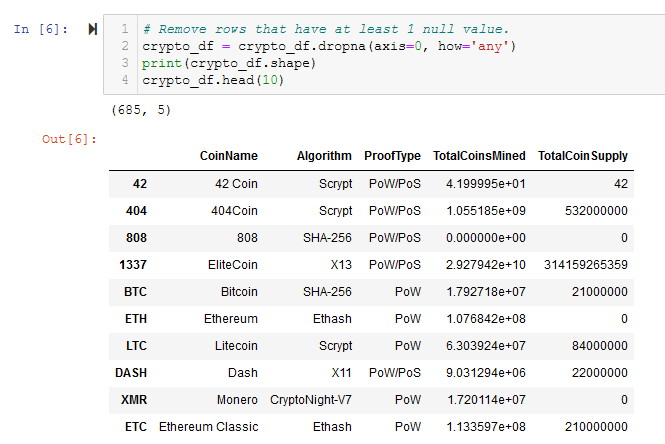 In [6]:
1 # Remove rows that have at least 1 null value.
2 crypto_df = crypto_df.dropna(axis=0, how='any')
3 print(crypto_df.shape)
4 crypto_df.head(10)
(685, 5)
Out[6]:
CoinName Algorithm ProofType TotalCoinsMined TotalCoinSupply
42 42 Coin Scrypt PoW/PoS 4.199995e+01 42
404 404Coin Scrypt PoW/PoS 1.055185e+09 532000000
808 808 SHA-256 PoW/PoS 0.000000e+00 0
1337 EliteCoin X13 PoW/PoS 2.927942e+10 314159265359
BTC Bitcoin SHA-256 PoW 1.792718e+07 21000000
ETH Ethereum Ethash PoW 1.076842e+08 0
LTC Litecoin Scrypt PoW 6.303924e+07 84000000
DASH Dash X11 PoW/PoS 9.031294e+06 22000000
XMR Monero CryptoNight-V7 PoW 1.720114e+07 0
ETC Ethereum Classic Ethash PoW 1.133597e+08 210000000